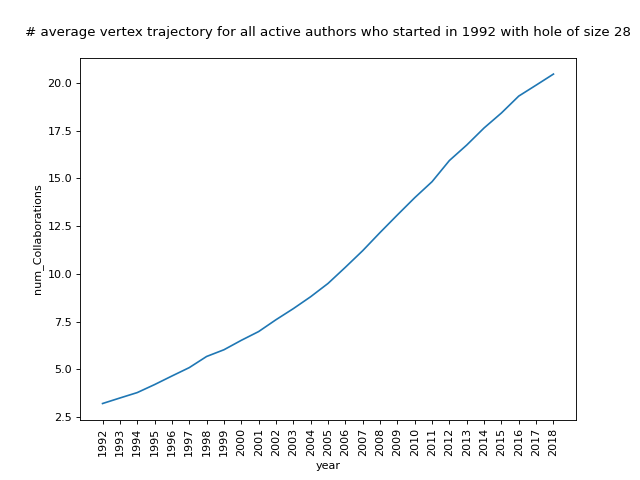 # average vertex trajectory for all active authors who started in 1992 with hole of size 28
num_Collaborations
20.0
17.5
15.0
12.5
10.0
7.5
5.0
2.5
1992 1993 1994 1995 1996 1997 1998 1999 2000 2001 2002 2003 2004 2005 2006 2007 2008 2009 2010 2011 2012 2013 2014 2015 2016 2017 2018
year